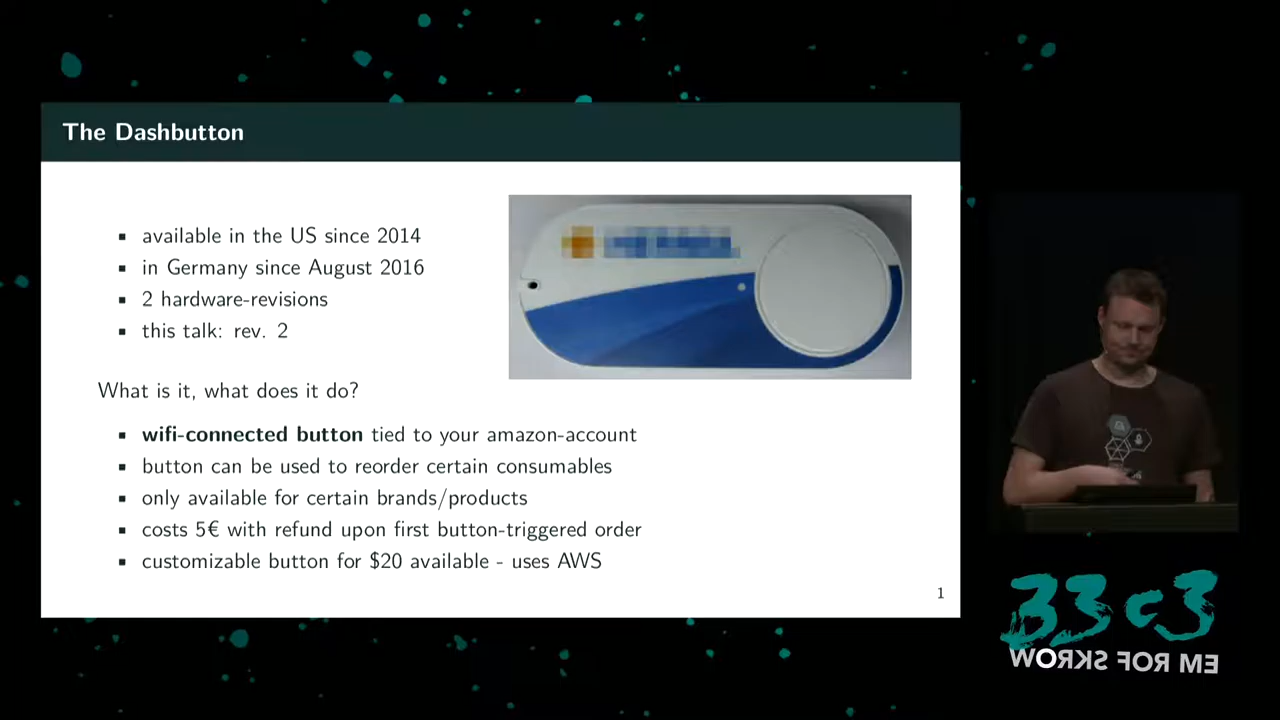 The Dashbutton
▪ available in the US since 2014
▪ in Germany since August 2016
▪ 2 hardware-revisions
▪ this talk: rev. 2
What is it, what does it do?
▪ wifi-connected button tied to your amazon-account
▪ button can be used to reorder certain consumables
▪ only available for certain brands/products
▪ costs 5€ with refund upon first button-triggered order
▪ customizable button for $20 available - uses AWS
1
33c3
WORKS FOR ME